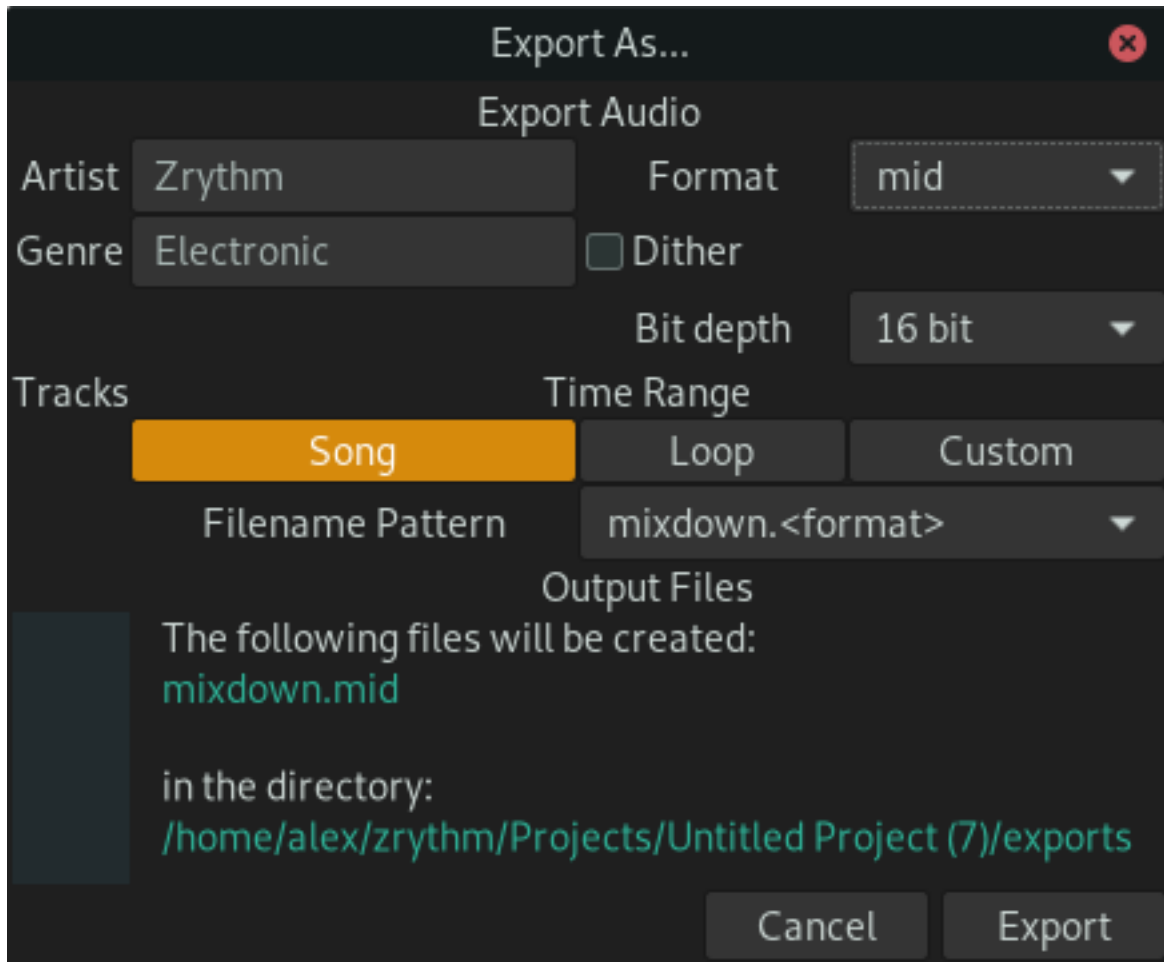 Export As...
Export Audio
Artist Zrythm Format mid
Genre Electronic Dither
Bit depth 16 bit
Tracks Time Range
Song Loop Custom
Filename Pattern mixdown.<format>
Output Files
The following files will be created:
mixdown.mid
in the directory:
/home/alex/zrythm/Projects/Untitled Project (7)/exports
Cancel Export